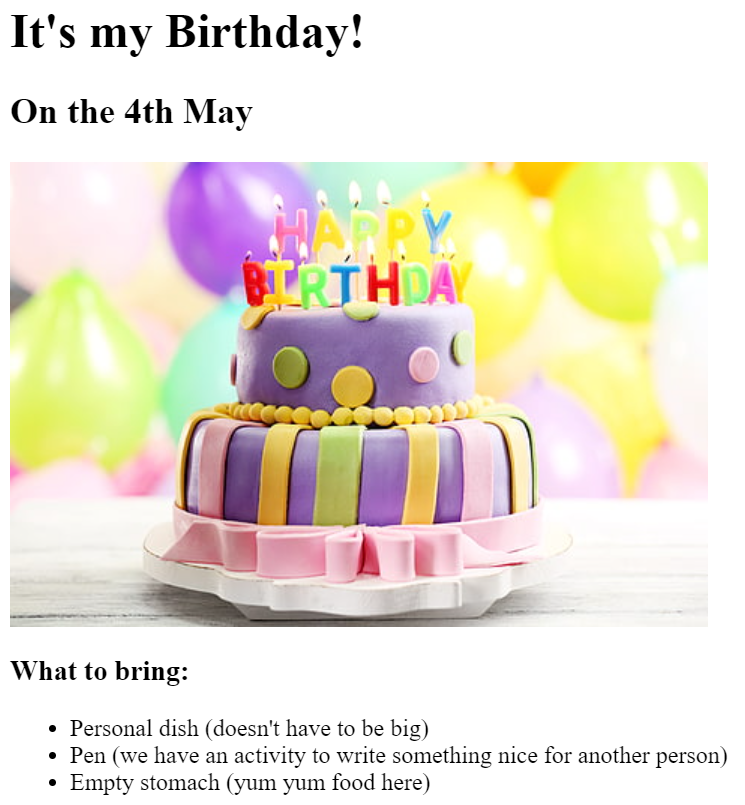 It's my Birthday!
On the 4th May
HAPPY
BIRTHDAY
What to bring:
Personal dish (doesn't have to be big)
Pen (we have an activity to write something nice for another person)
Empty stomach (yum yum food here)